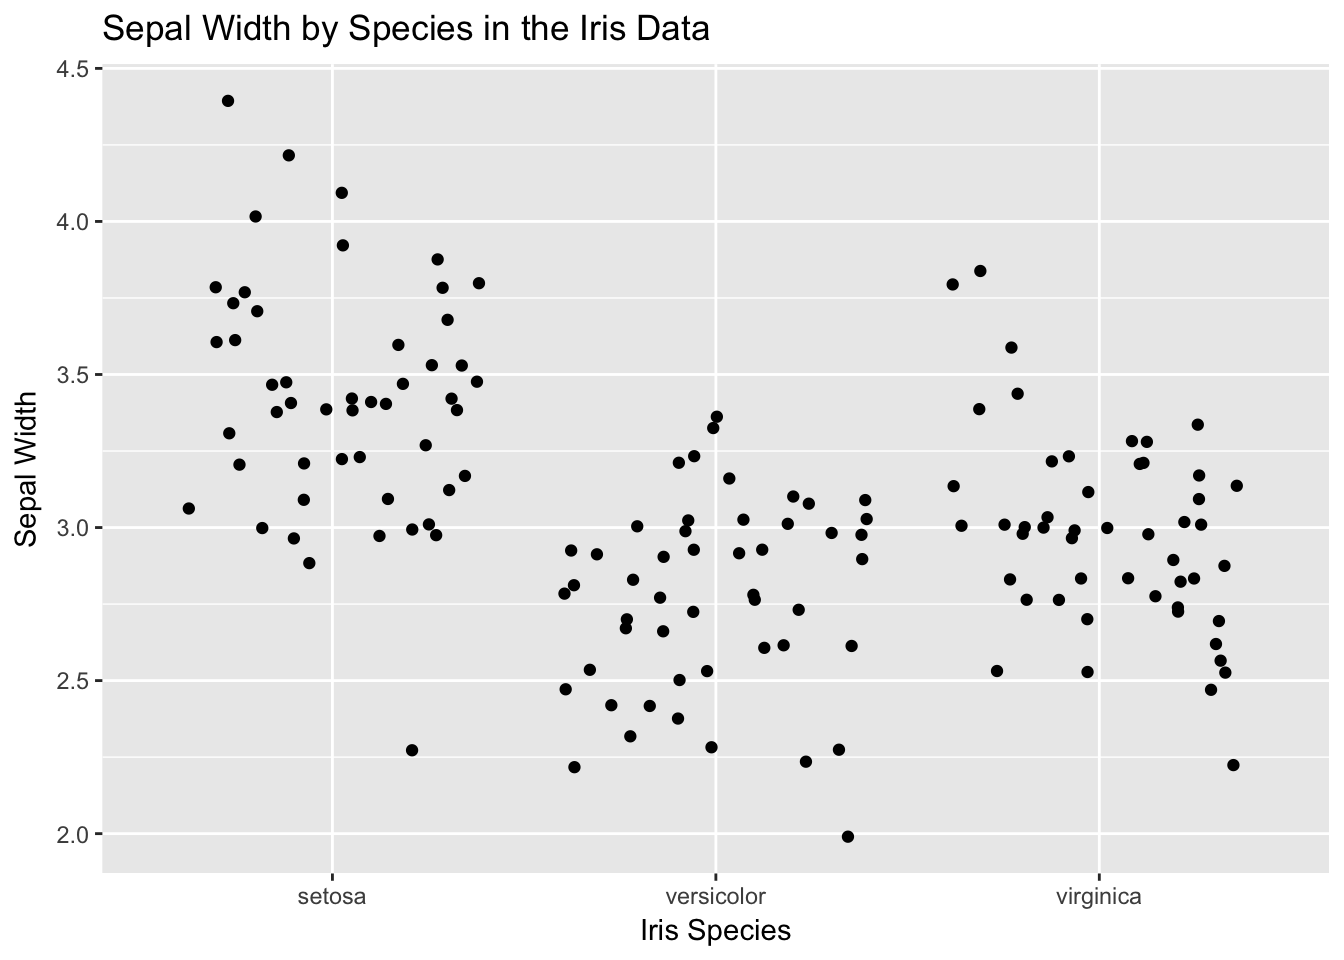 Sepal Width by Species in the Iris Data
4.5
4.0
3.5
3.0
2.5
2.0
Sepal Width
setosa versicolor virginica
Iris Species